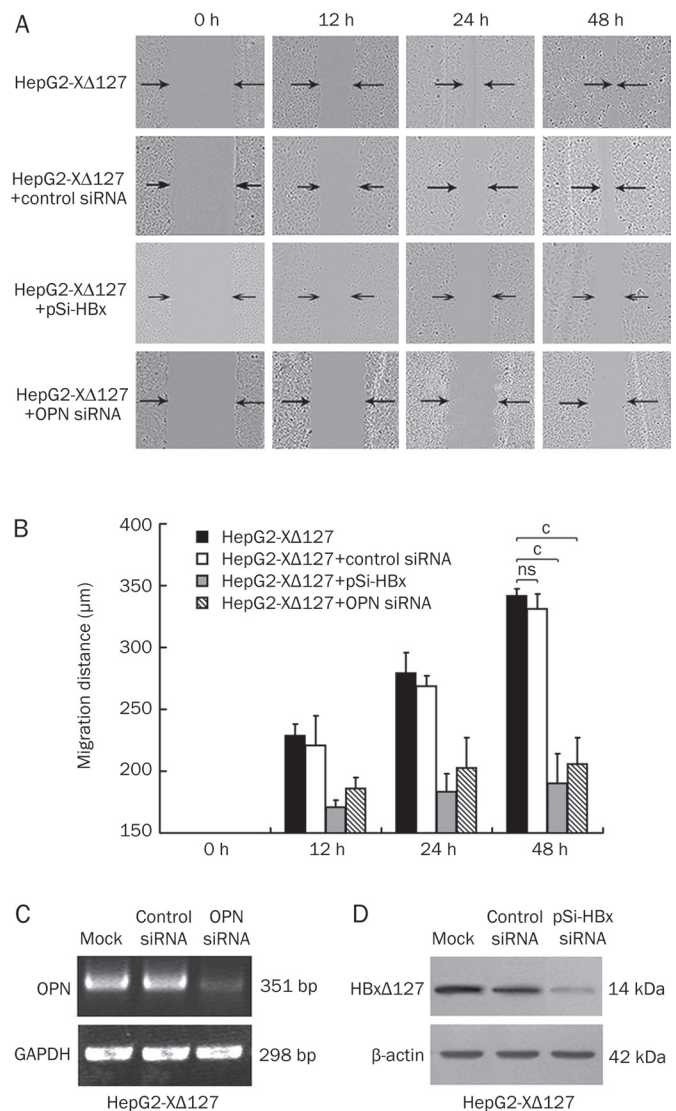 A
0 h 12 h 24 h 48 h
HepG2-XΔ127
HepG2-XΔ127
+control siRNA
HepG2-XΔ127
+pSi-HBx
HepG2-XΔ127
+OPN siRNA
B
Migration distance (μm)
400
350
300
250
200
150
HepG2-XΔ127
HepG2-XΔ127+control siRNA
HepG2-XΔ127+pSi-HBx
HepG2-XΔ127+OPN siRNA
c
c
ns
0 h 12 h 24 h 48 h
C
Mock Control siRNA OPN siRNA
OPN 351 bp
GAPDH 298 bp
HepG2-XΔ127
D
Mock Control siRNA pSi-HBx siRNA
HBxΔ127 14 kDa
β-actin 42 kDa
HepG2-XΔ127